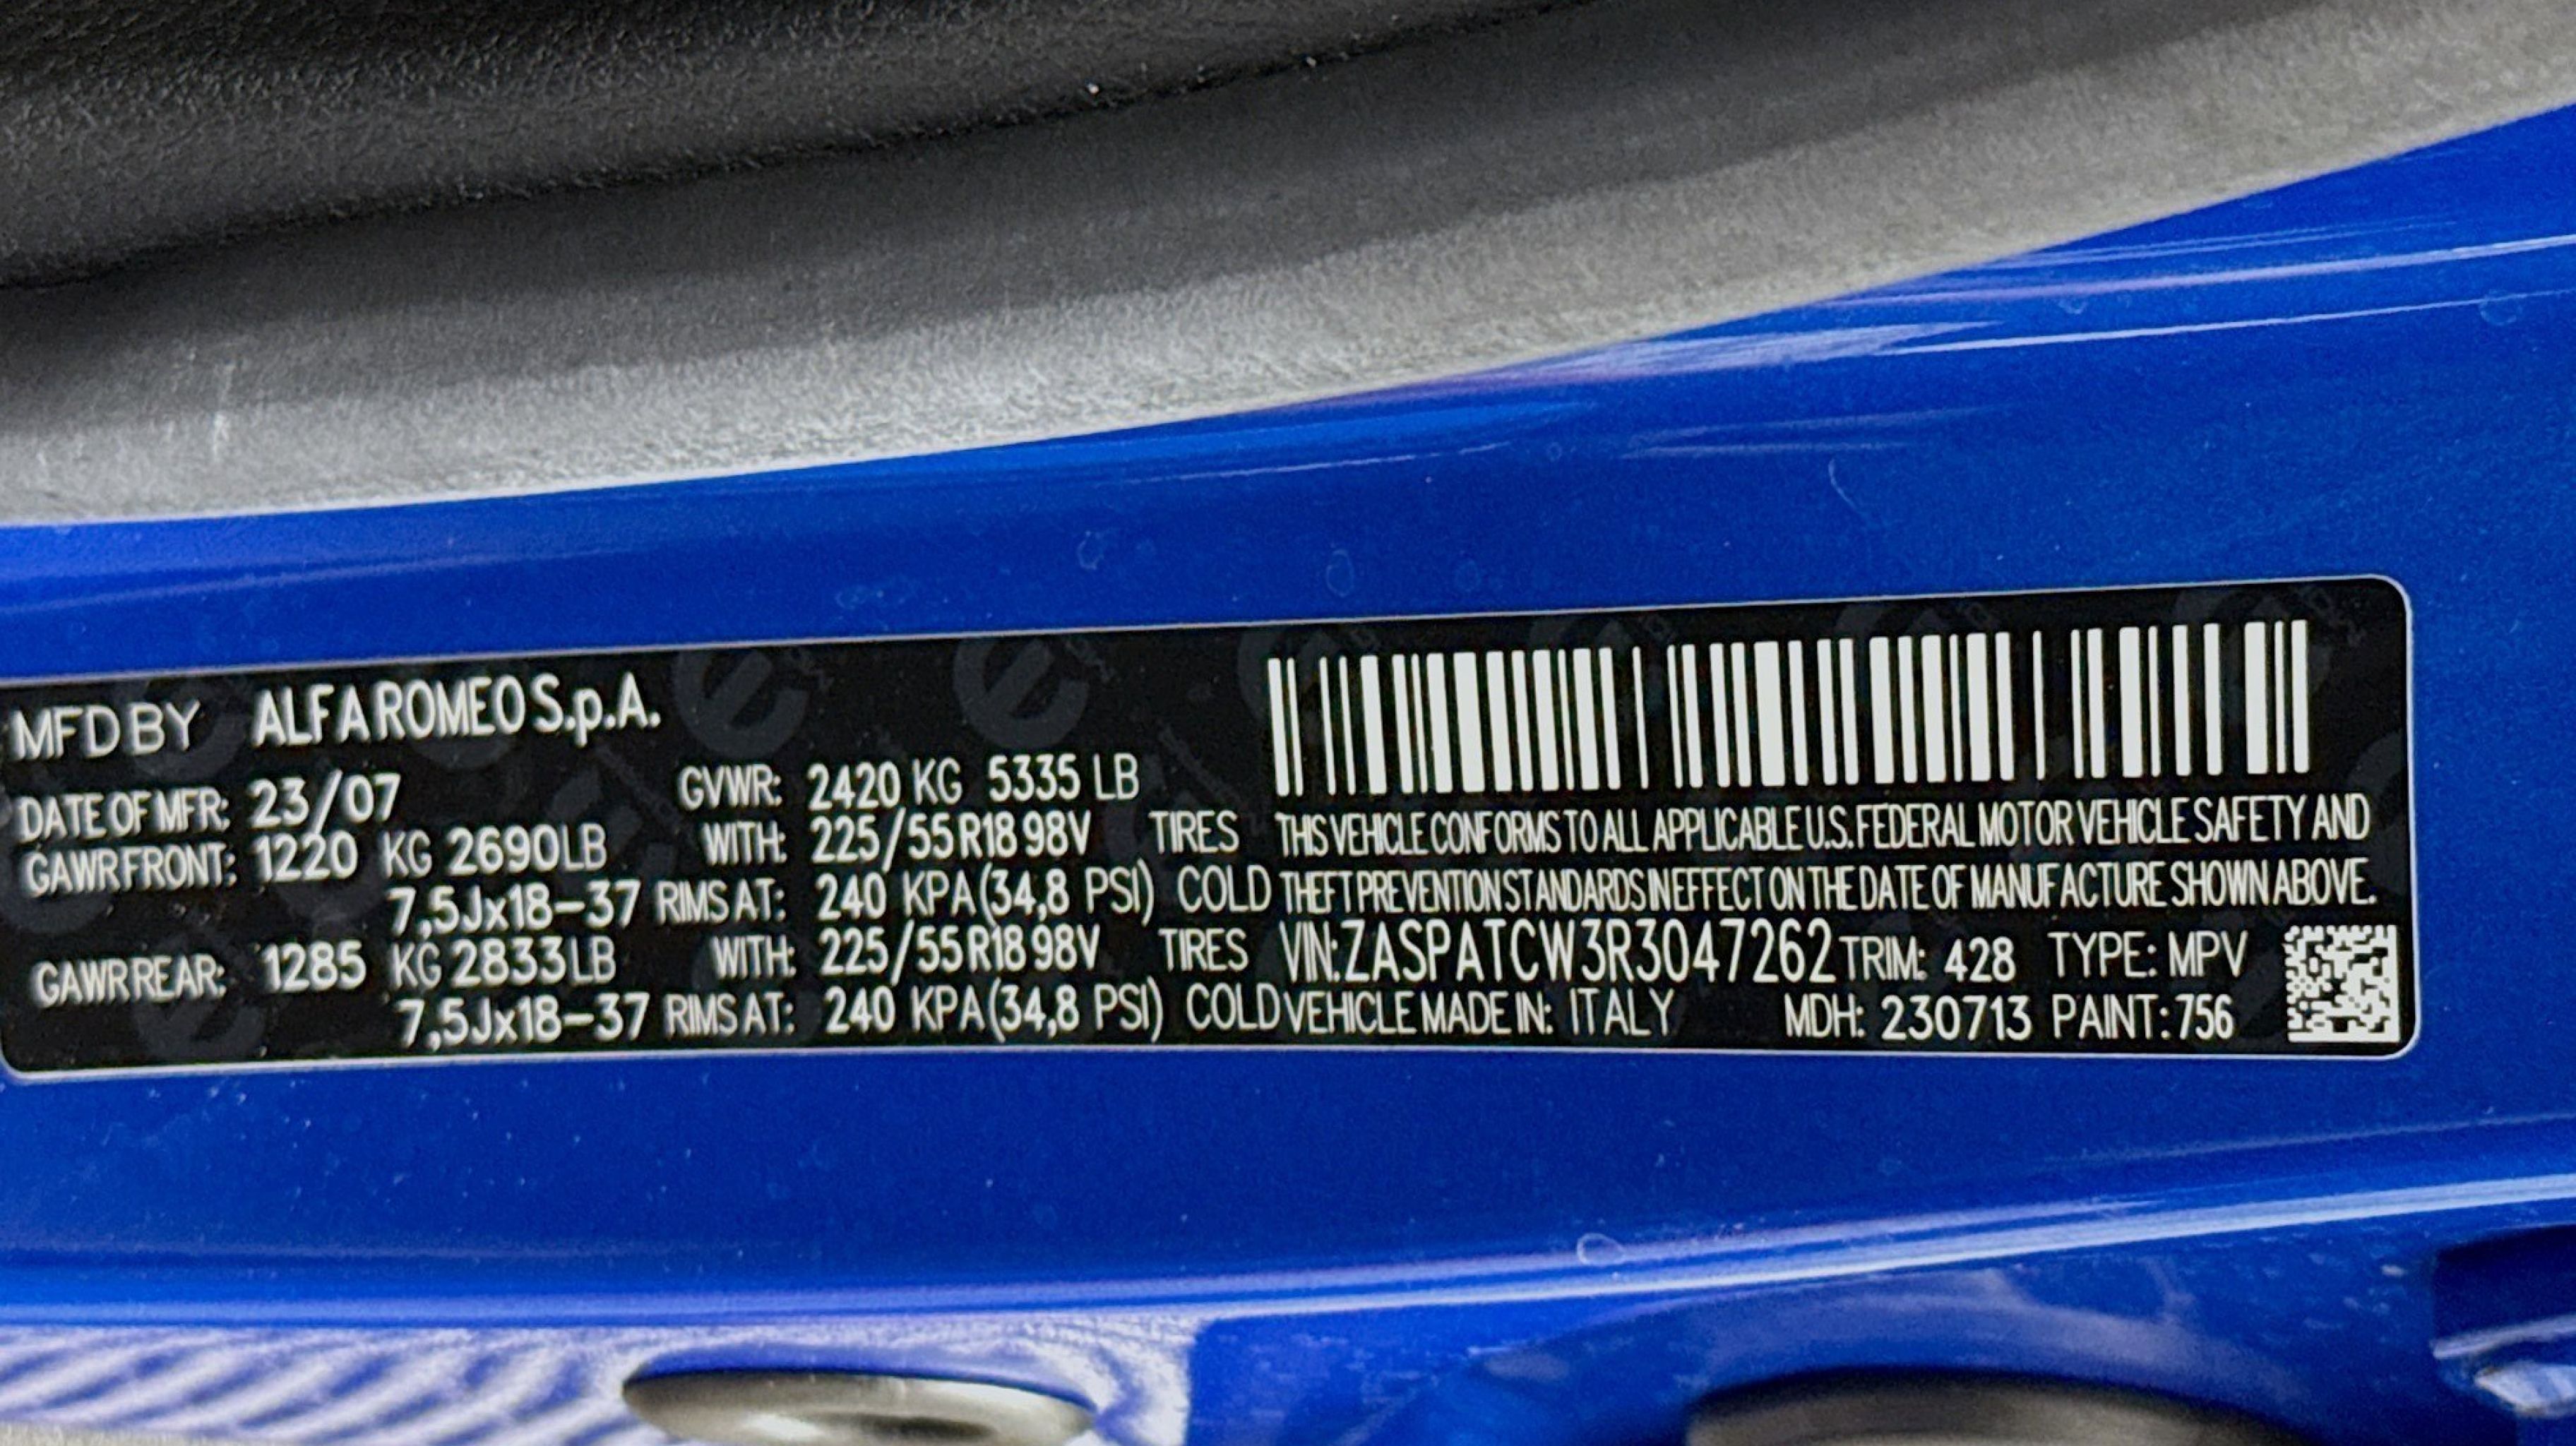 MFD BY ALFA ROMEO S.p.A.
DATE OF MFR: 23/07 GVWR: 2420 KG 5335 LB
GAWR FRONT: 1220 KG 2690LB WITH: 225/55 R18 98V TIRES
7,5Jx18-37 RIMS AT: 240 KPA (34,8 PSI) COLD
GAWR REAR: 1285 KG 2833LB WITH: 225/55 R18 98V TIRES
7,5Jx18-37 RIMS AT: 240 KPA (34,8 PSI) COLD
THIS VEHICLE CONFORMS TO ALL APPLICABLE U.S. FEDERAL MOTOR VEHICLE SAFETY AND
THEFT PREVENTION STANDARDS IN EFFECT ON THE DATE OF MANUFACTURE SHOWN ABOVE.
VIN:ZASPATCW3R3047262 TRIM: 428 TYPE: MPV
VEHICLE MADE IN: ITALY MDH: 230713 PAINT: 756